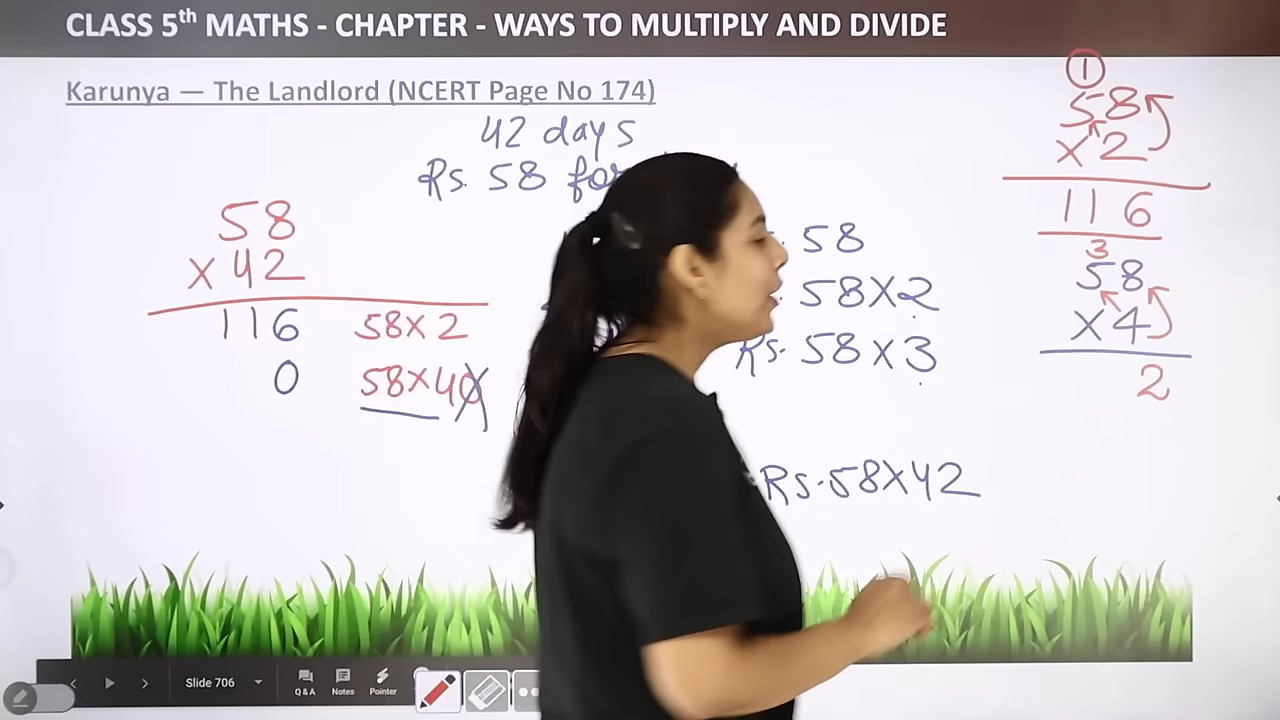 CLASS 5th MATHS - CHAPTER - WAYS TO MULTIPLY AND DIVIDE
Karunya — The Landlord (NCERT Page No 174)
42 days
Rs. 58 for
58
x 42
116 58x2
0 58x40
58
58x2
Rs. 58x3
Rs. 58x42
1
58
x2
116
3
58
x4
2
Slide 706
Q&A
Notes
Pointer